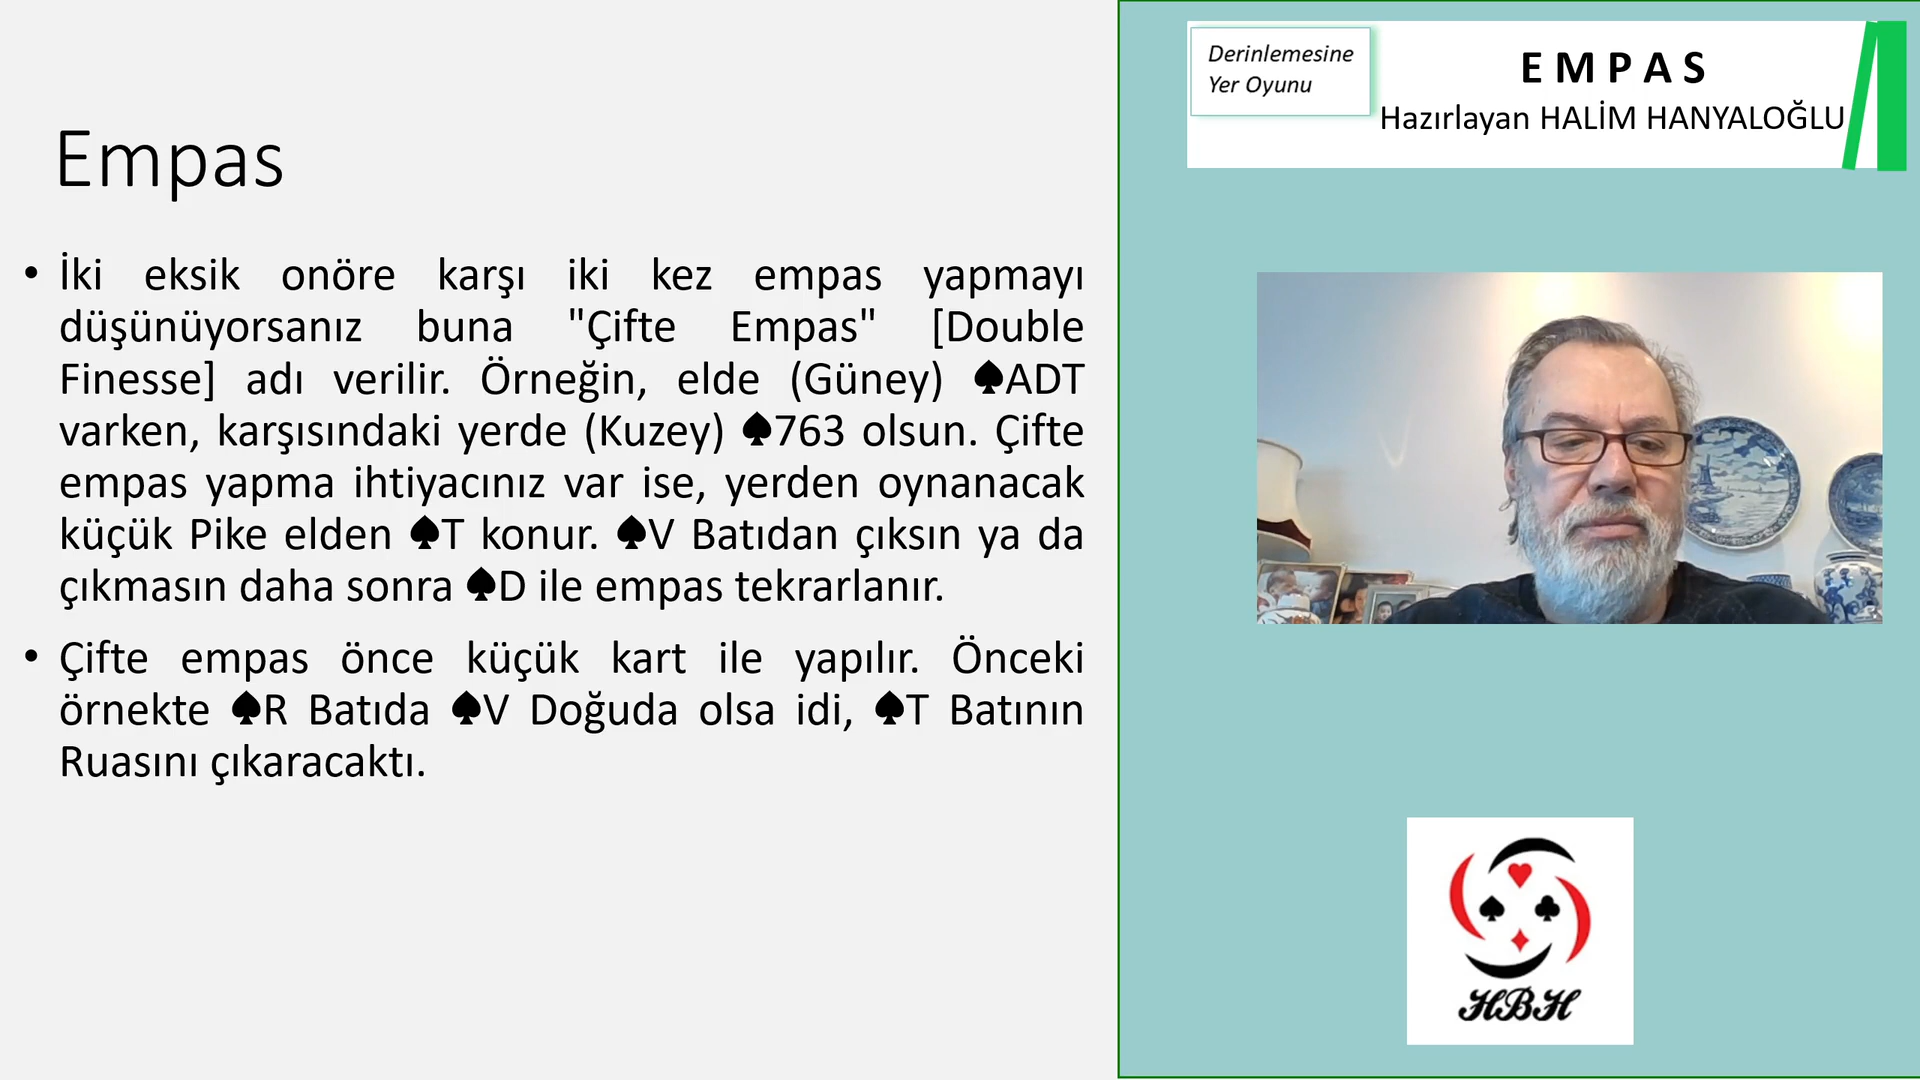 Empas
• İki eksik onöre karşı iki kez empas yapmayı
düşünüyorsanız buna "Çifte Empas" [Double
Finesse] adı verilir. Örneğin, elde (Güney) ♠ADT
varken, karşısındaki yerde (Kuzey) ♠763 olsun. Çifte
empas yapma ihtiyacınız var ise, yerden oynanacak
küçük Pike elden ♠T konur. ♠V Batıdan çıksın ya da
çıkmasın daha sonra ♠D ile empas tekrarlanır.
• Çifte empas önce küçük kart ile yapılır. Önceki
örnekte ♠R Batıda ♠V Doğuda olsa idi, ♠T Batının
Ruasını çıkaracaktı.
Derinlemesine
Yer Oyunu
EMPAS
Hazırlayan HALİM HANYALOĞLU
HBH